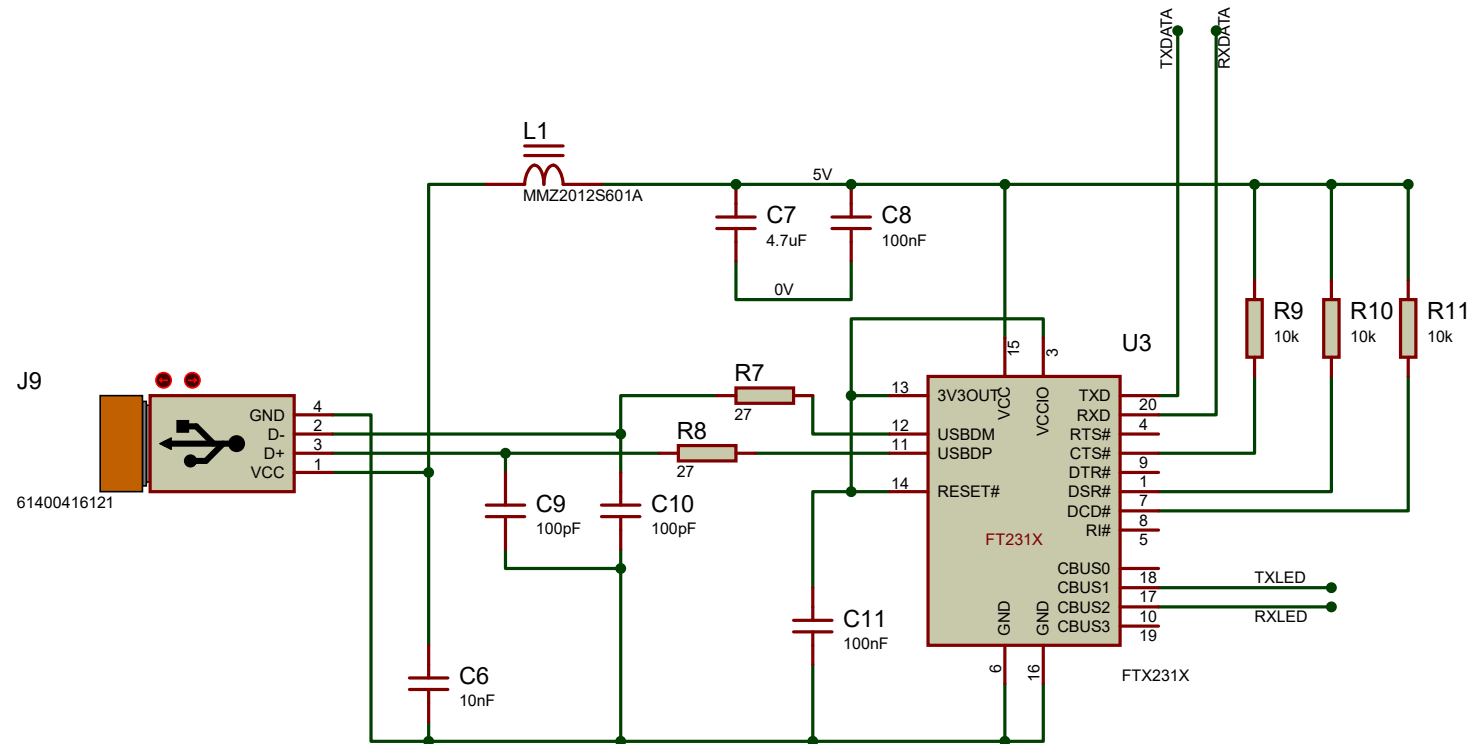 TXDATA
RXDATA
L1
MMZ2012S601A
5V
C7
4.7uF
C8
100nF
0V
R9
10k
R10
10k
R11
10k
U3
15
3
J9
R7
27
R8
27
GND
4
D-
2
D+
3
VCC
1
61400416121
13
12
11
14
3V3OUT
USBDM
USBDP
RESET#
VCC
VCCIO
TXD
20
RXD
4
RTS#
CTS#
9
DTR#
1
DSR#
7
DCD#
8
RI#
5
FT231X
CBUS0
18
CBUS1
17
CBUS2
10
CBUS3
19
TXLED
RXLED
C9
100pF
C10
100pF
C11
100nF
GND
GND
6
16
FTX231X
C6
10nF